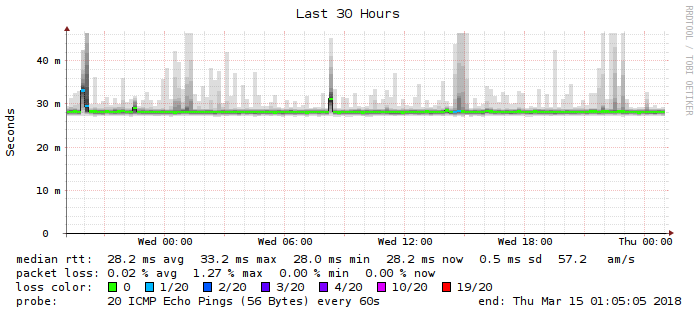 Last 30 Hours
RRDTOOL / TOBI OETIKER
Seconds
40 m
30 m
20 m
10 m
0
Wed 00:00 Wed 06:00 Wed 12:00 Wed 18:00 Thu 00:00
median rtt: 28.2 ms avg 33.2 ms max 28.0 ms min 28.2 ms now 0.5 ms sd 57.2 am/s
packet loss: 0.02 % avg 1.27 % max 0.00 % min 0.00 % now
loss color: 0 1/20 2/20 3/20 4/20 10/20 19/20
probe: 20 ICMP Echo Pings (56 Bytes) every 60s end: Thu Mar 15 01:05:05 2018